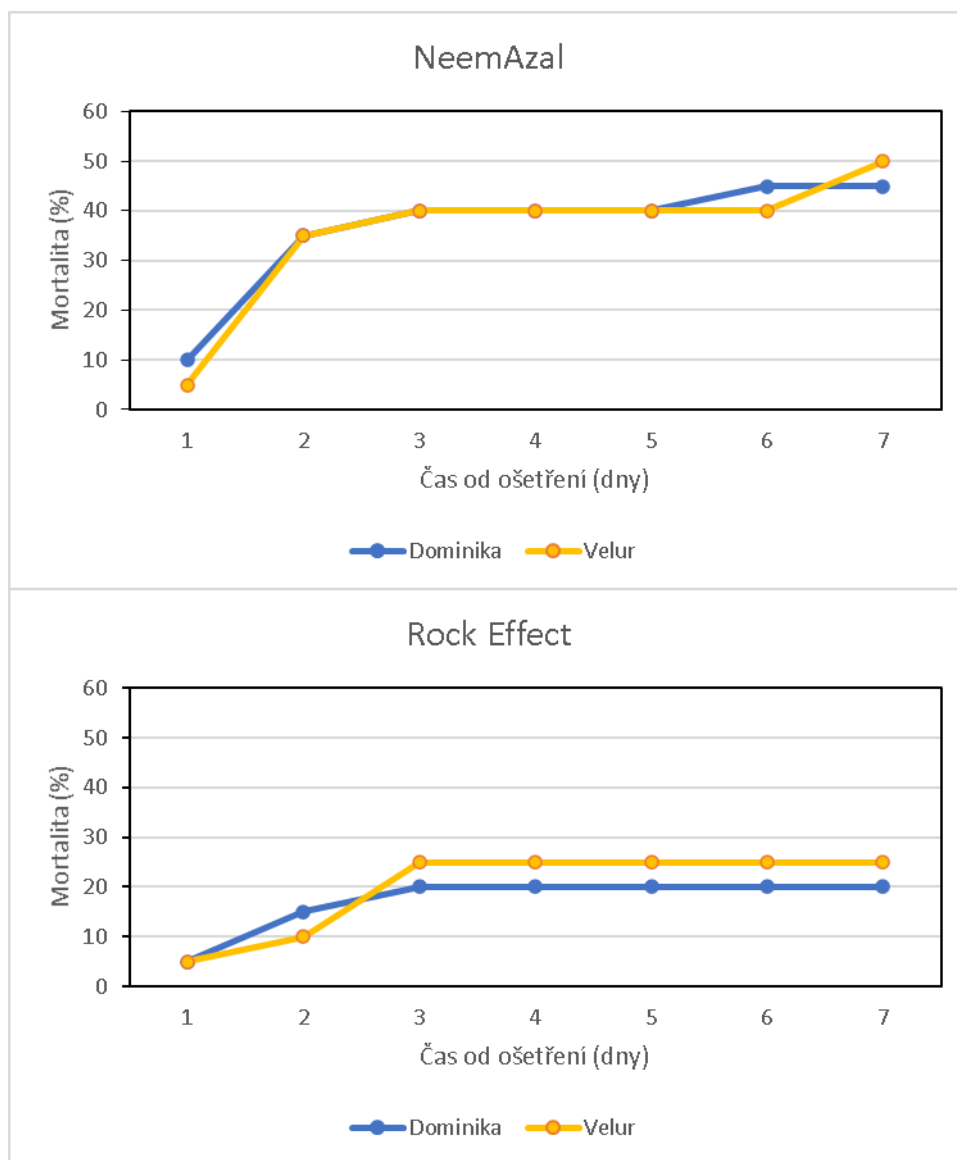 NeemAzal
60
50
40
30
20
10
0
Mortalita (%)
1 2 3 4 5 6 7
Čas od ošetření (dny)
Dominika Velur
Rock Effect
60
50
40
30
20
10
0
Mortalita (%)
1 2 3 4 5 6 7
Čas od ošetření (dny)
Dominika Velur